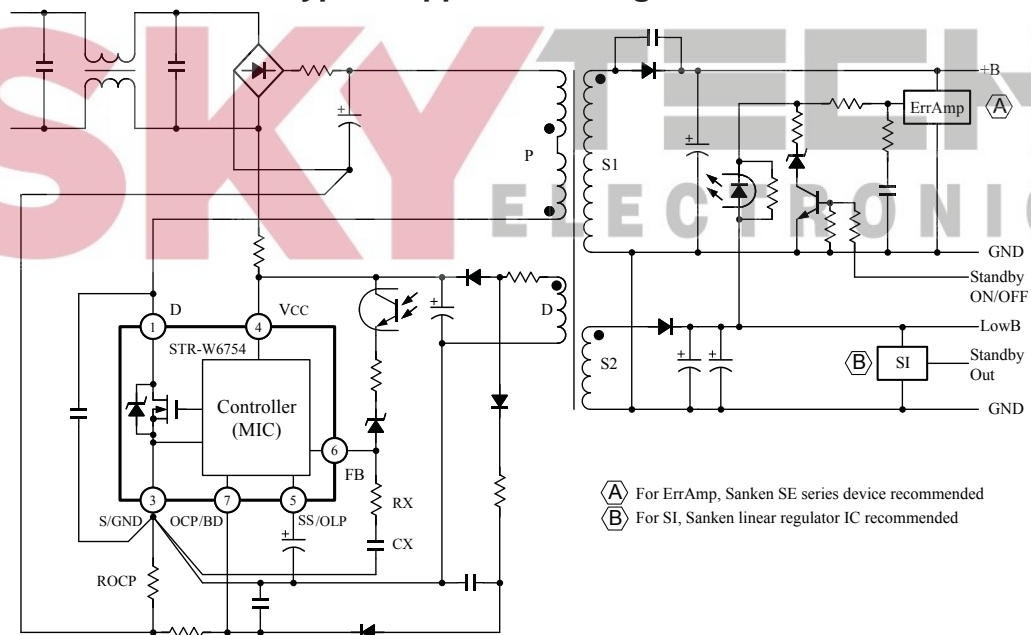 SKY TECH
ELECTRONIC
+B
ErrAmp
A
P
S1
GND
Standby
ON/OFF
D
VCC
D
1
4
STR-W6754
LowB
S2
B
SI
Standby
Out
Controller
(MIC)
GND
6
FB
3
7
5
RX
S/GND
OCP/BD
SS/OLP
A For ErrAmp, Sanken SE series device recommended
B For SI, Sanken linear regulator IC recommended
CX
ROCP
+
+
+
+
+
+